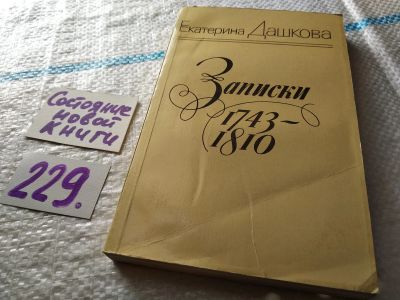 Екатерина Дашкова
Записки
1743–
1810
Состояние
новой
книги
229.